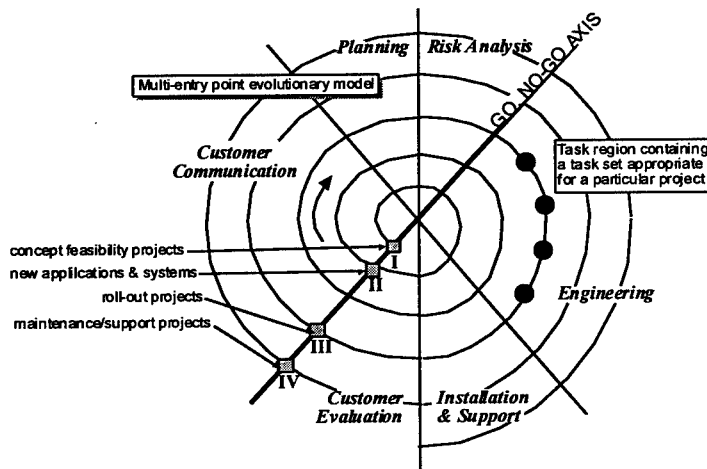 Planning
Risk Analysis
GO, NO-GO AXIS
Multi-entry point evolutionary model
Customer
Communication
Task region containing
a task set appropriate
for a particular project
concept feasibility projects
I
new appllications & systems
II
roll-out projects
III
maintenance/support projects
IV
Engineering
Customer
Evaluation
Installation
& Support